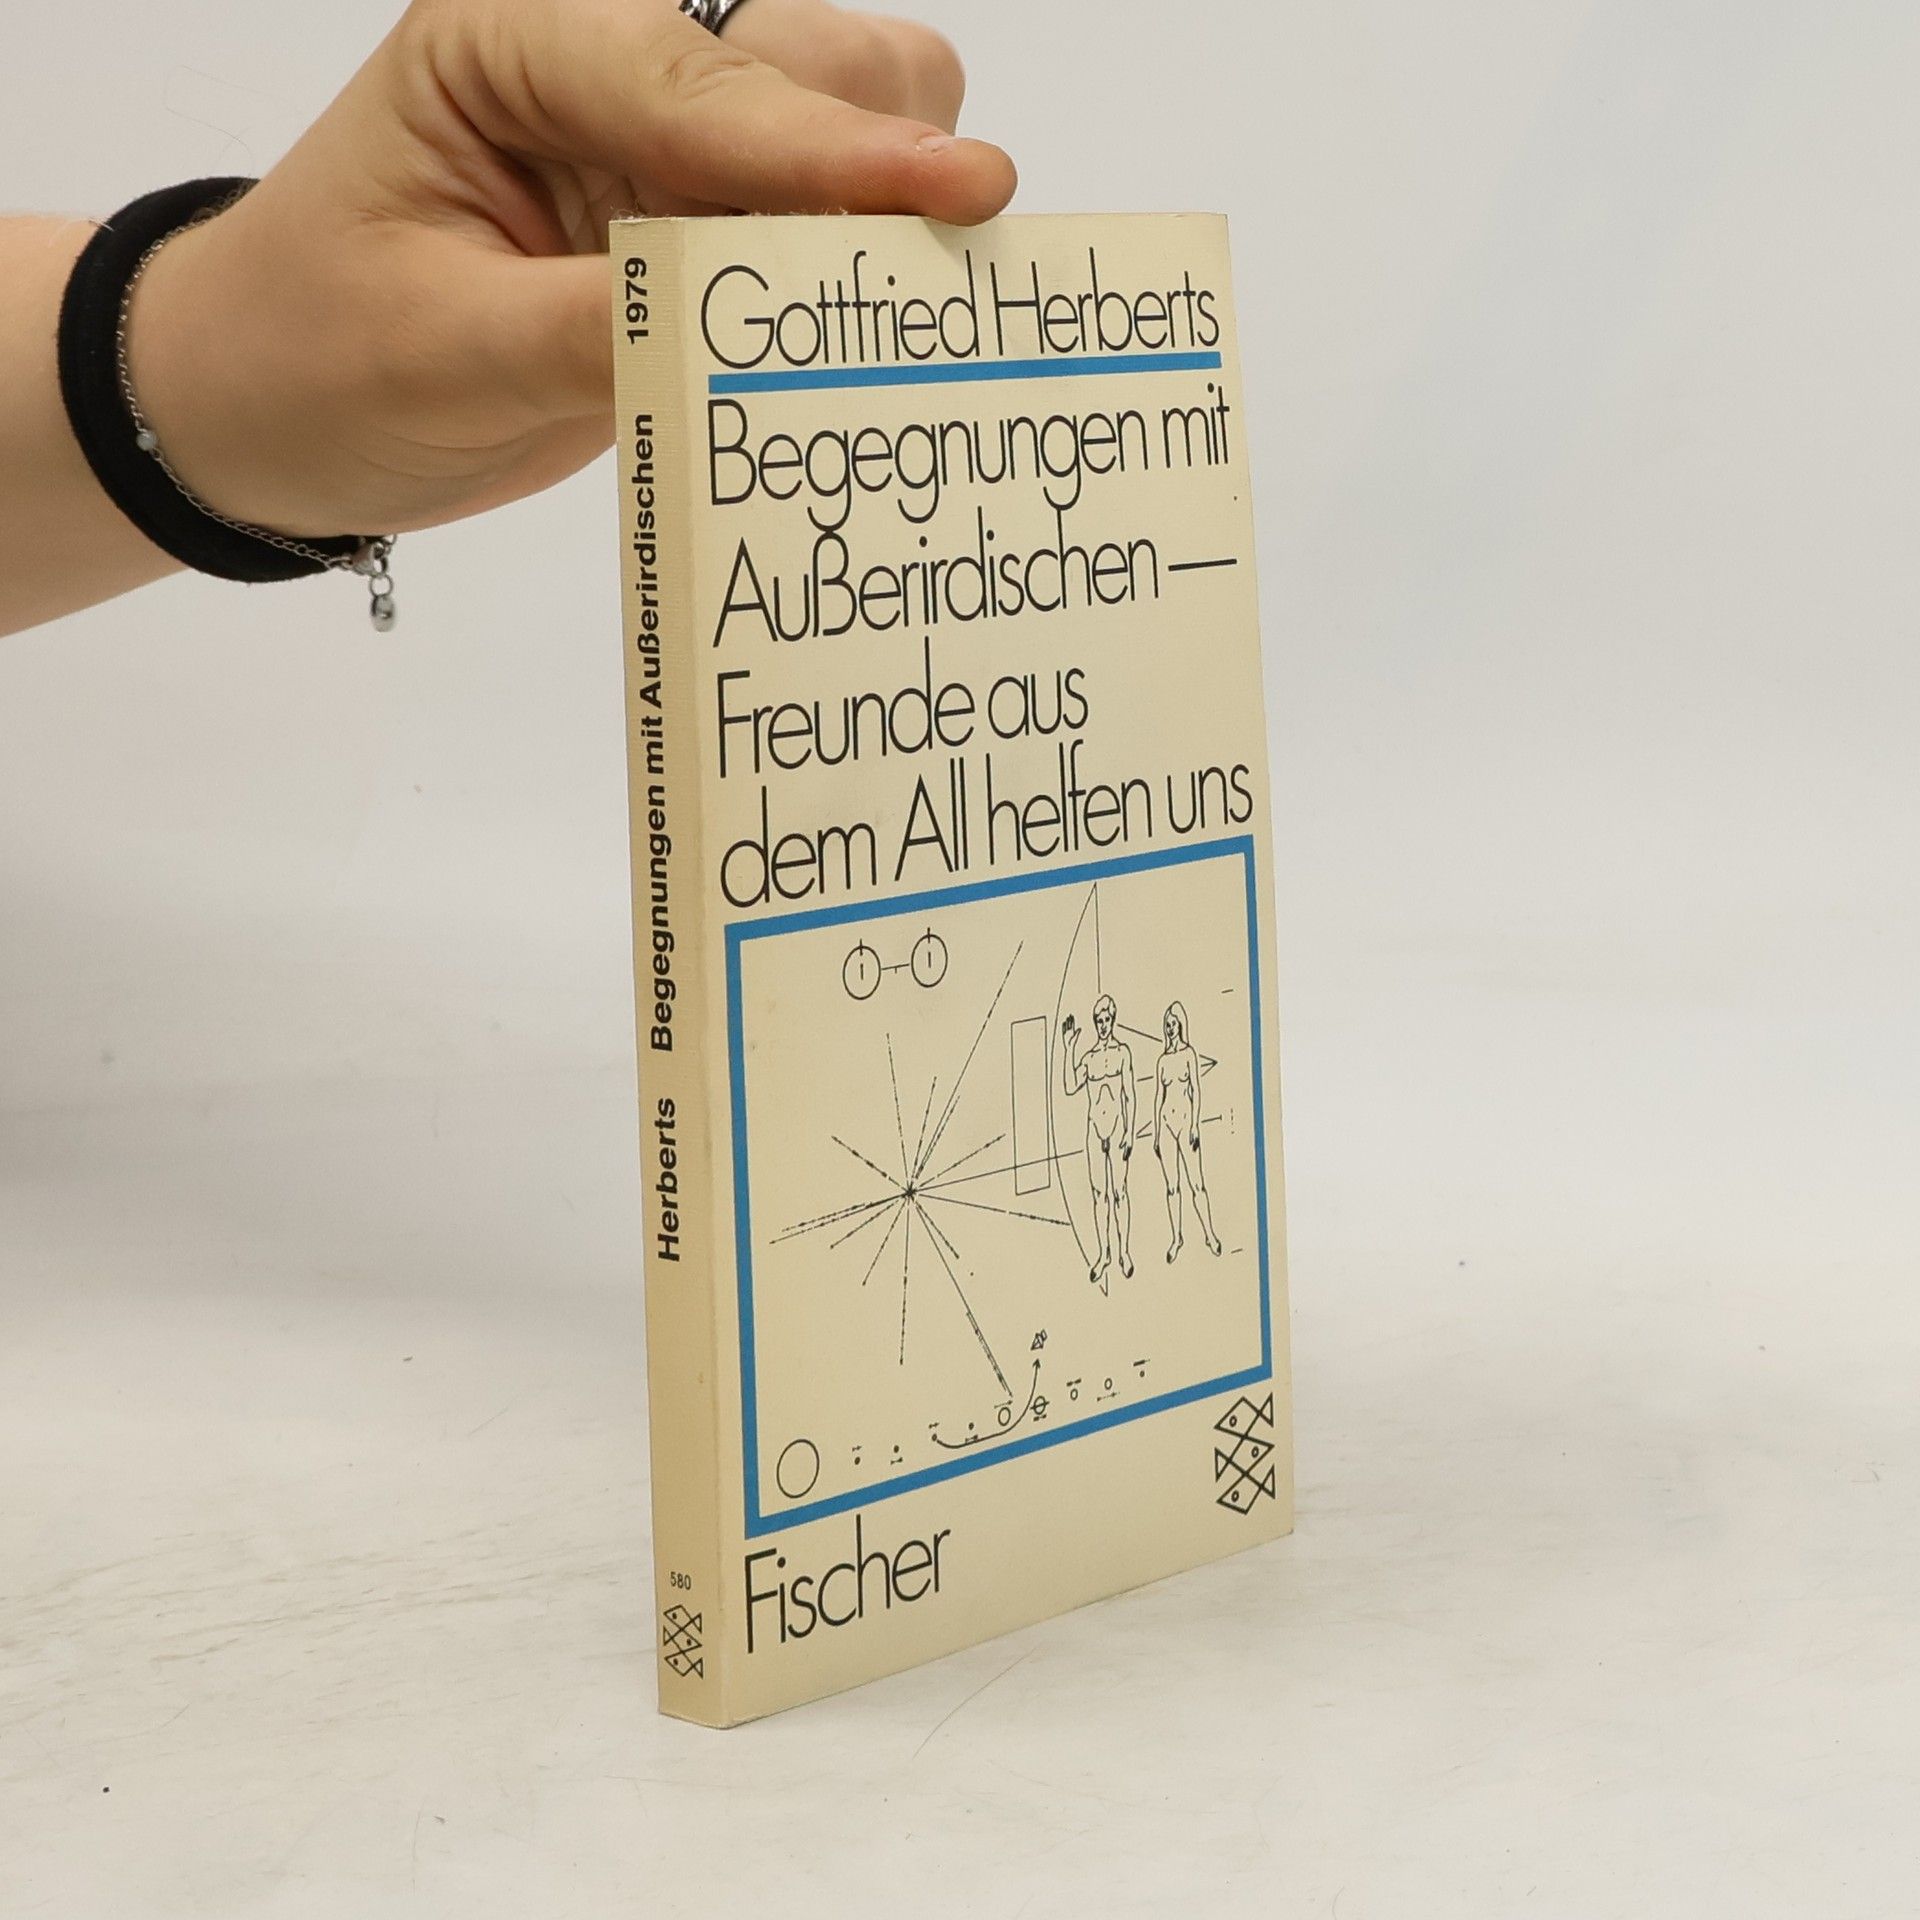 Gottfried Herberts
Begegnungen mit
Außerirdischen —
Freunde aus
dem All helfen uns
Fischer
Herberts Begegnungen mit Außerirdischen 1979
580